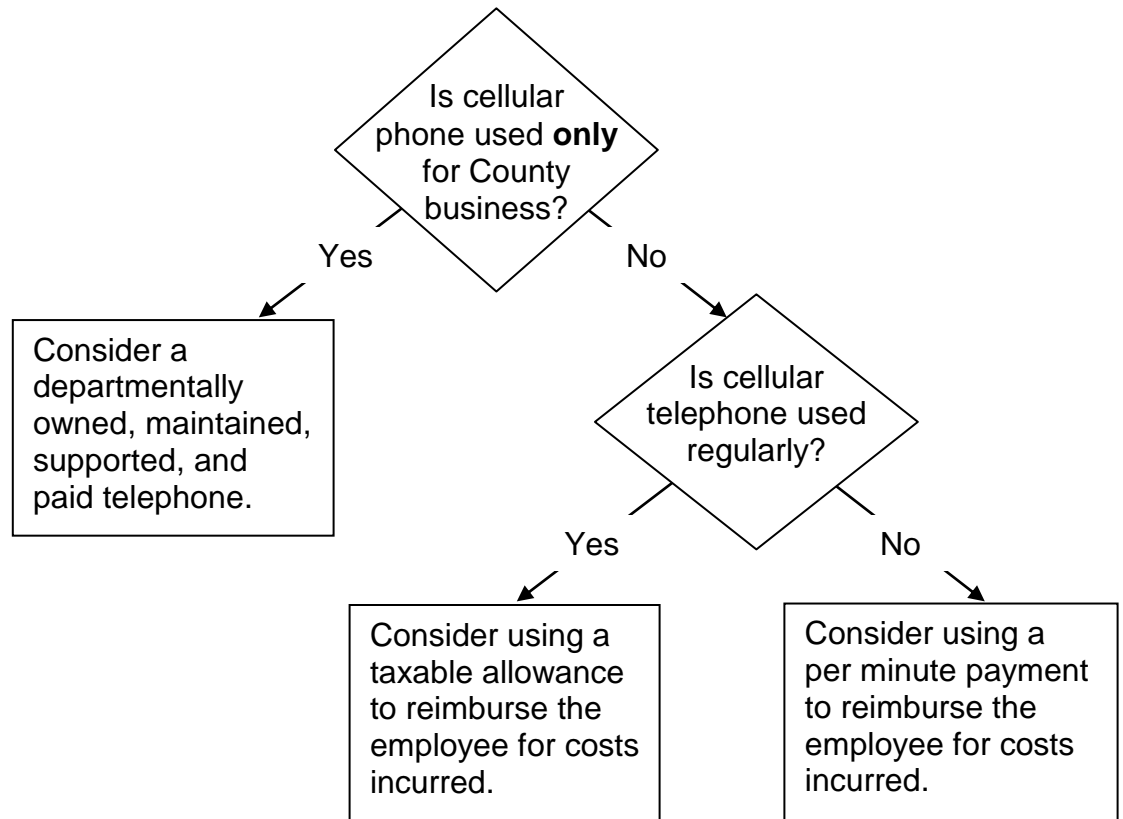 Is cellular
phone used only
for County
business?
Yes
No
Consider a
departmentally
owned, maintained,
supported, and
paid telephone.
Is cellular
telephone used
regularly?
Yes
No
Consider using a
taxable allowance
to reimburse the
employee for costs
incurred.
Consider using a
per minute payment
to reimburse the
employee for costs
incurred.